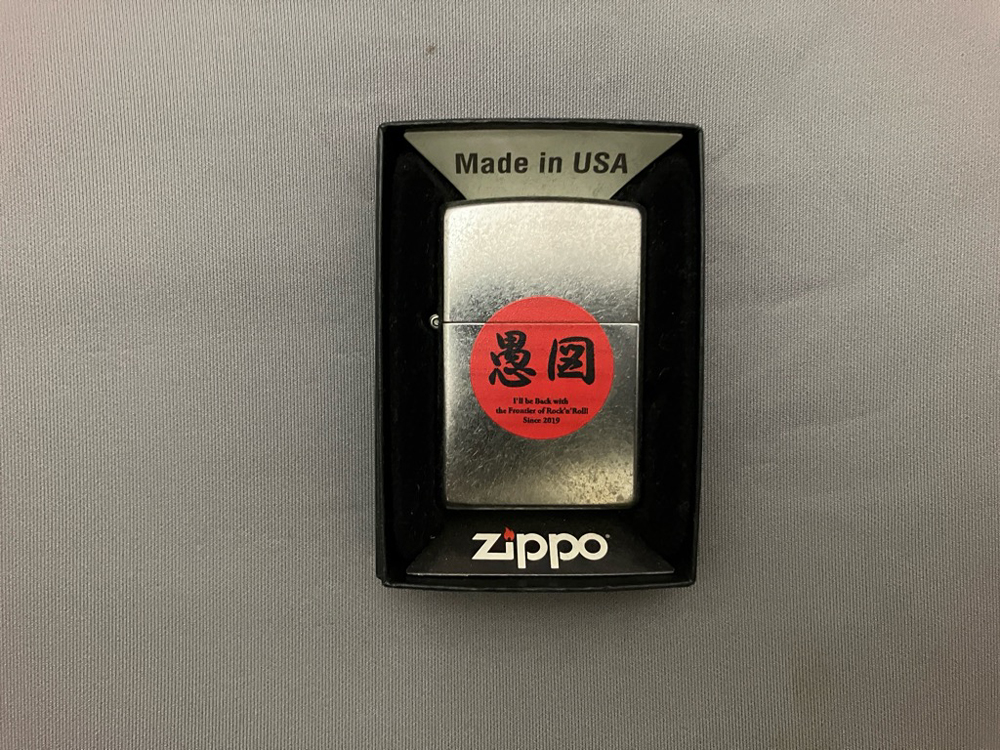 Made in USA
愚図
I'll be Back with
the Frontier of Rock'n'Roll!
Since 2019
zippo